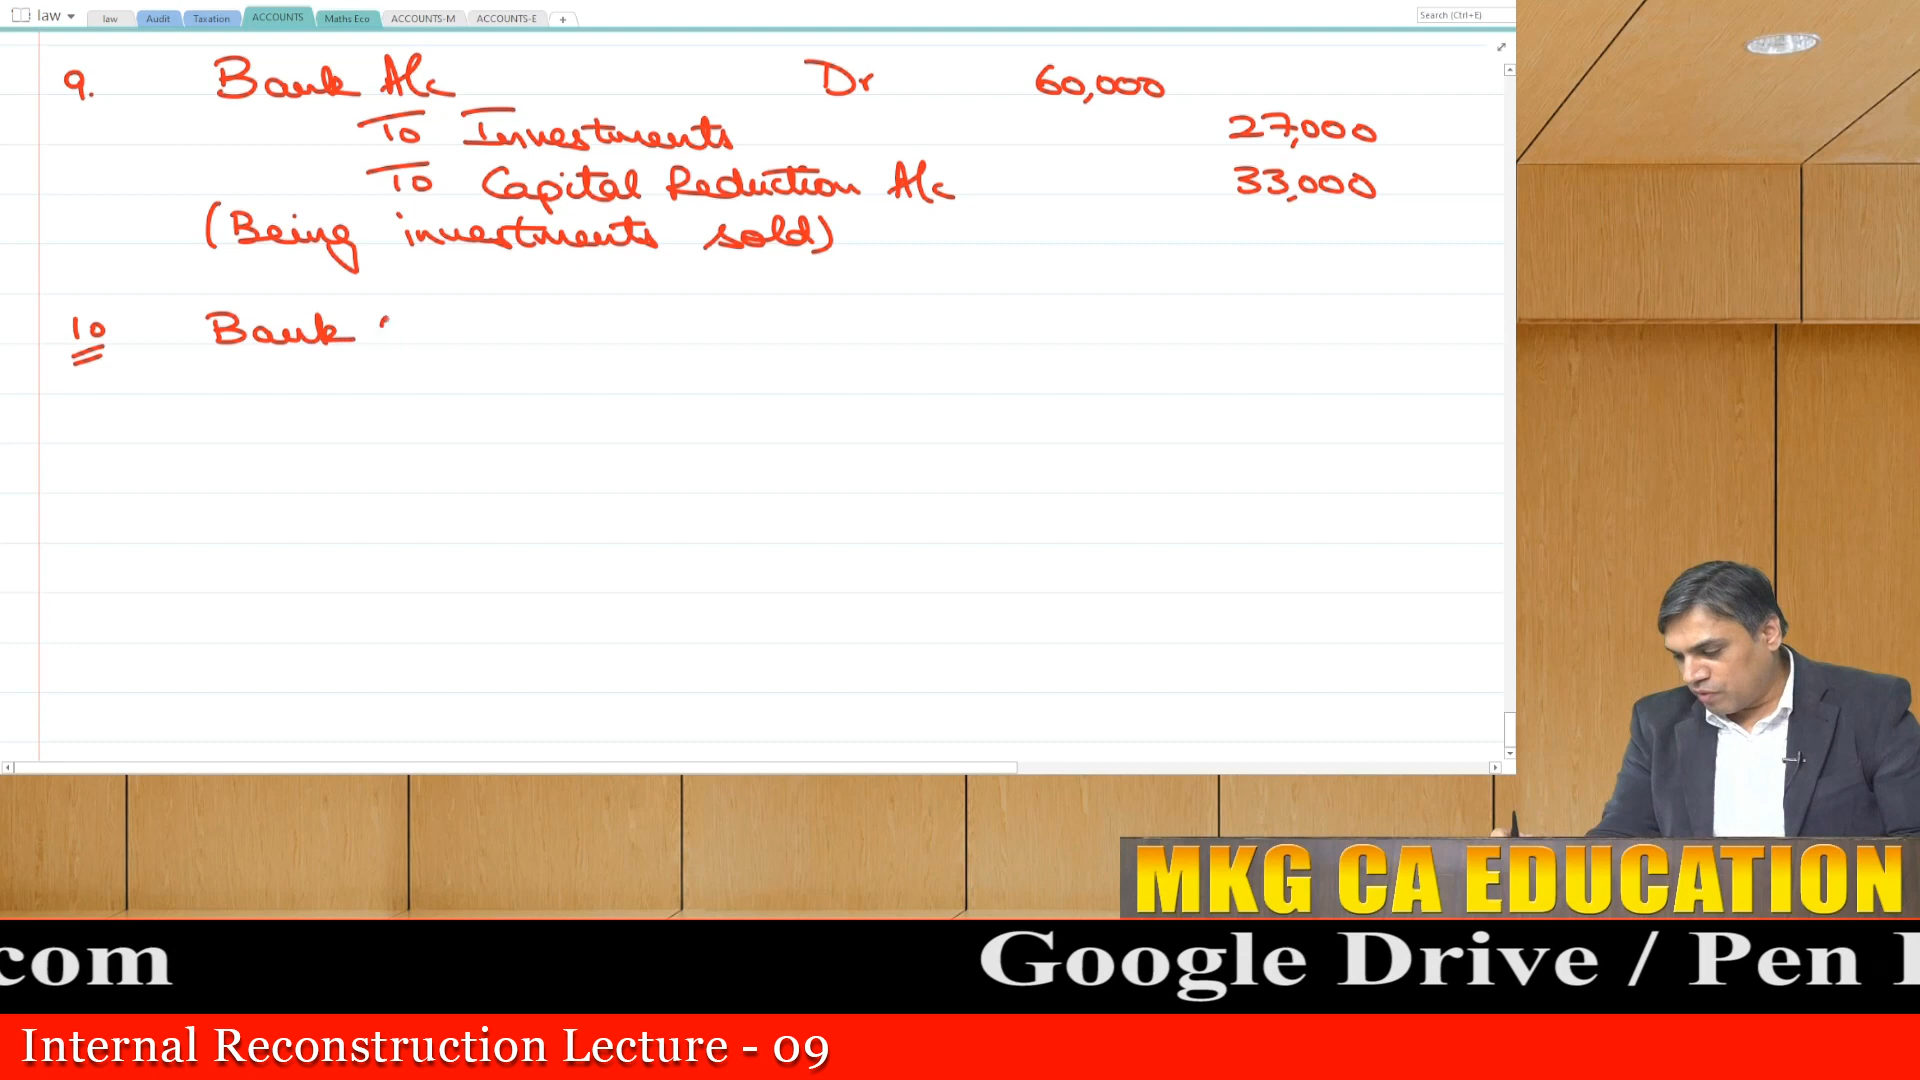 law
law Audit Taxation ACCOUNTS Maths Eco ACCOUNTS-M ACCOUNTS-E +
Search (Ctrl+E)
9. Bank A/c Dr 60,000
To Investments 27,000
To Capital Reduction A/c 33,000
(Being investments sold)
10 Bank
MKG CA EDUCATION
com Google Drive / Pen
Internal Reconstruction Lecture - 09